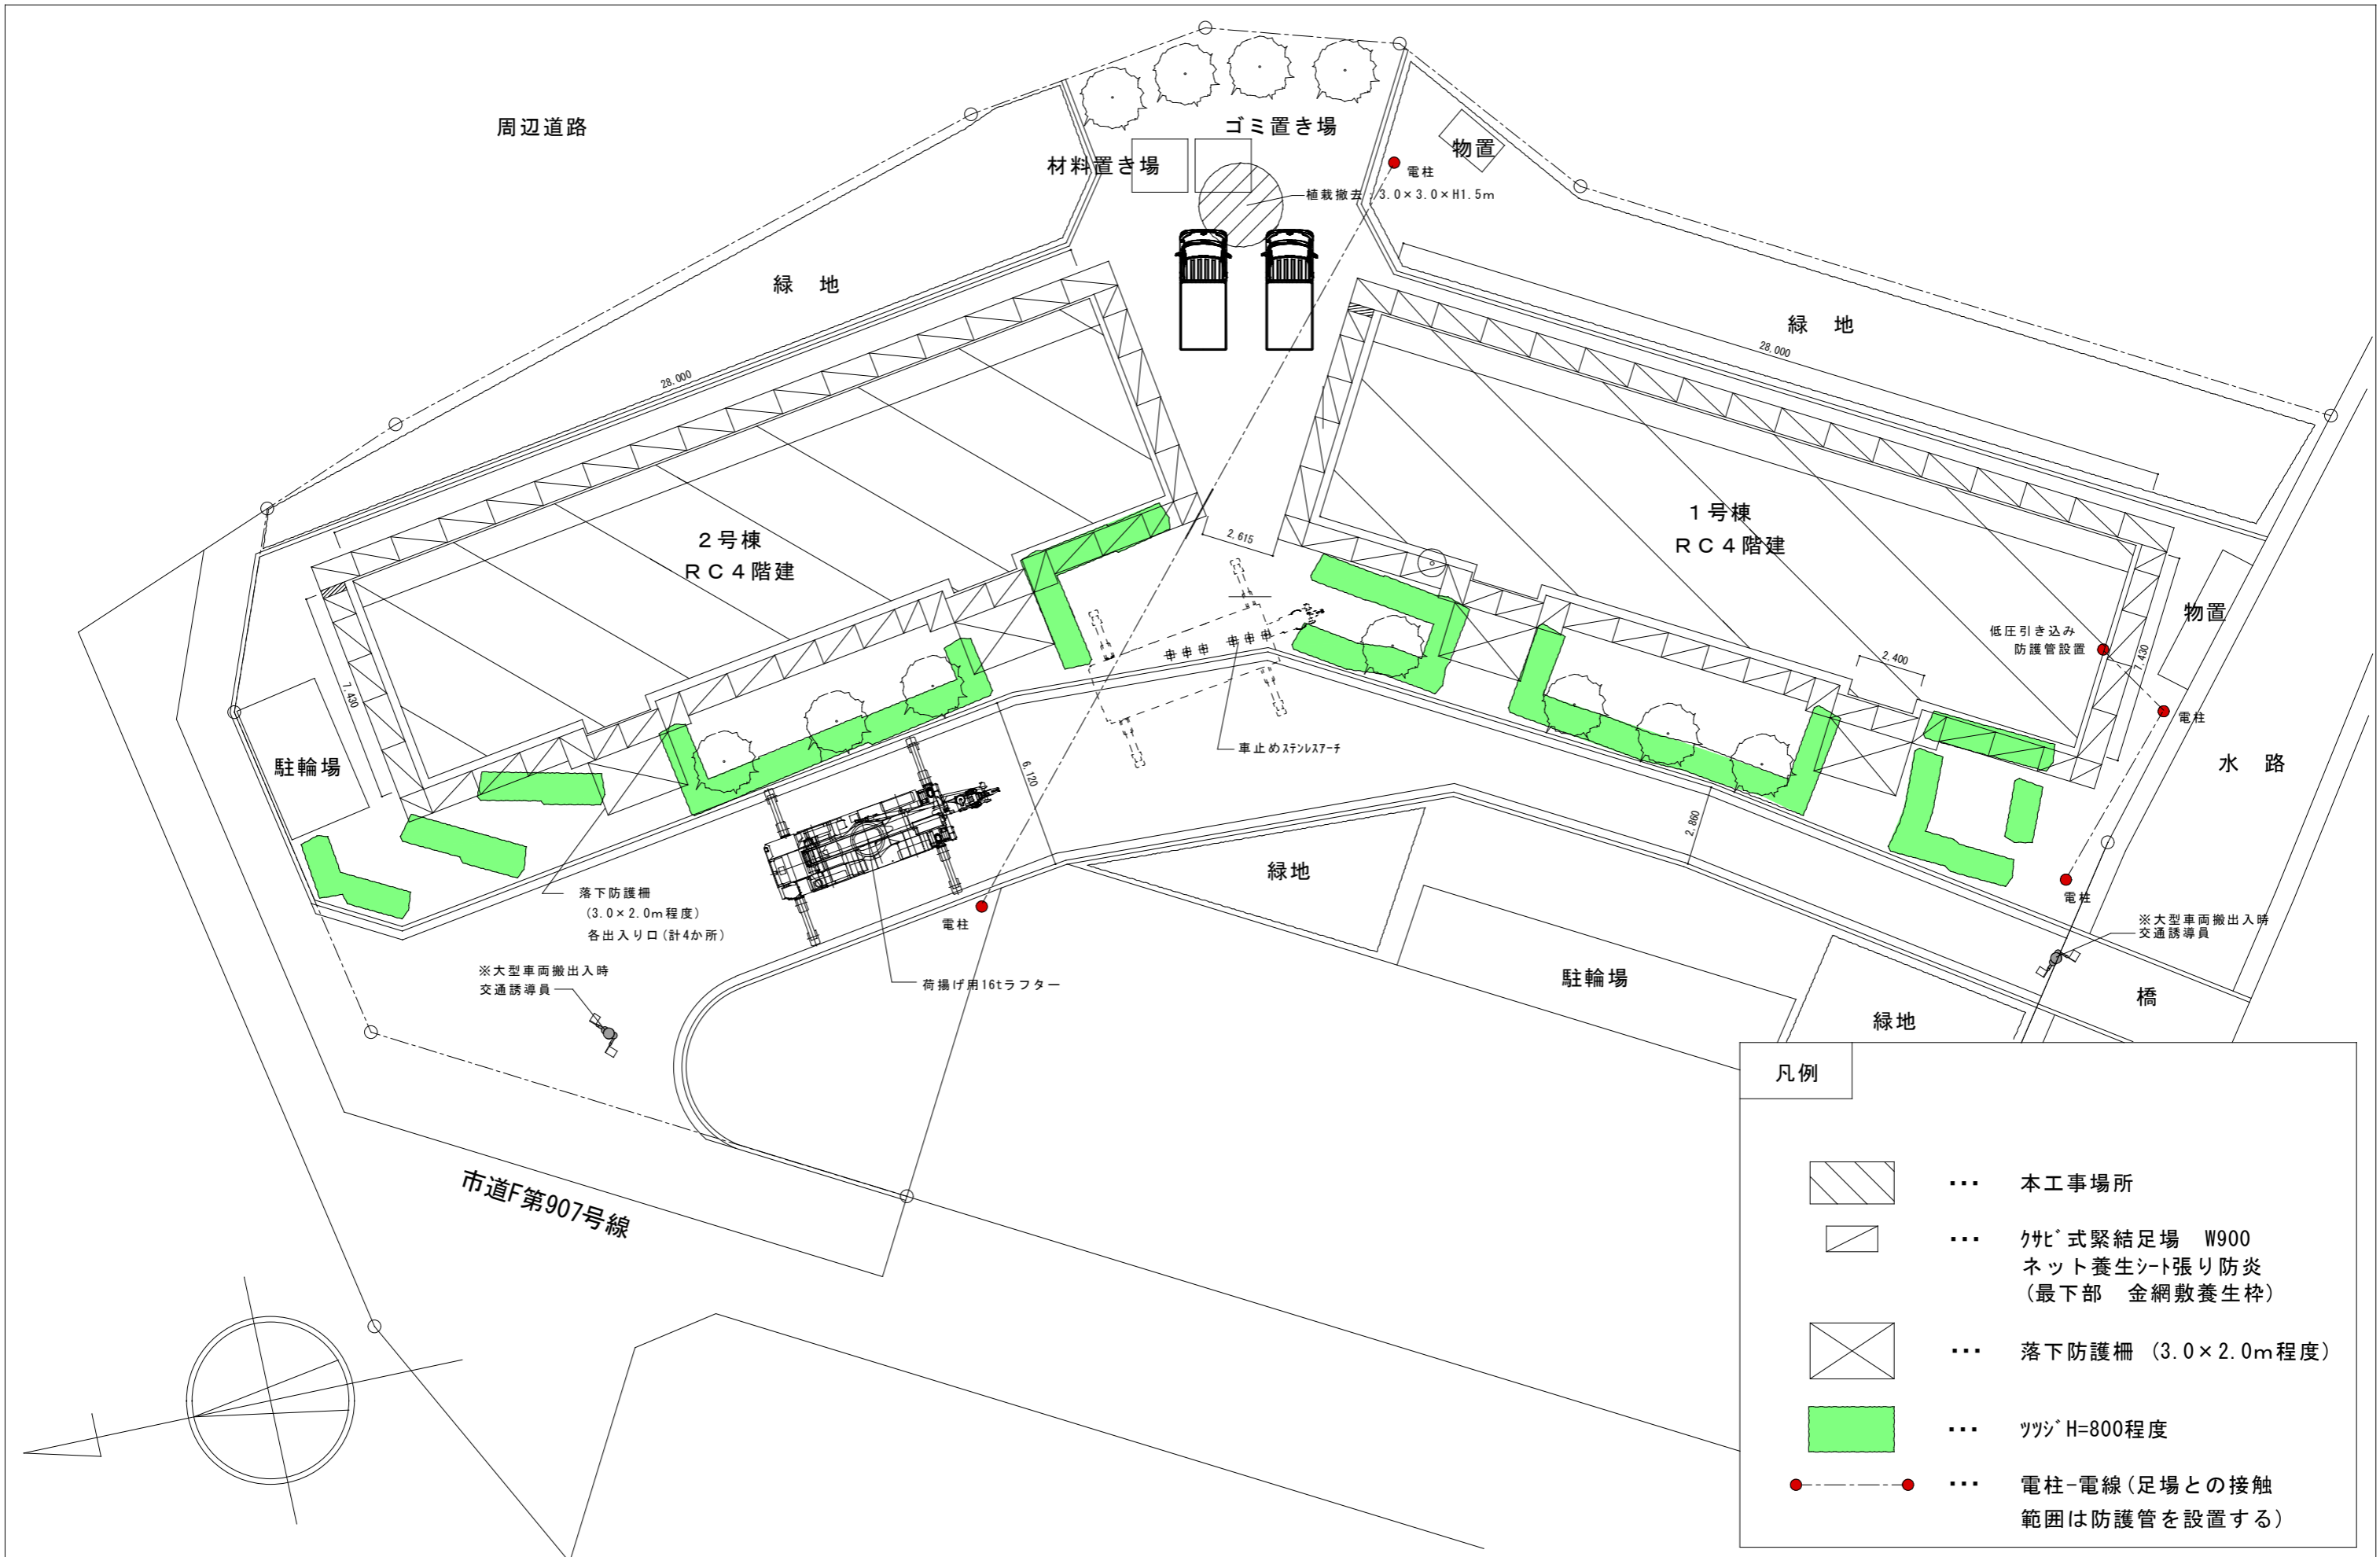 周辺道路
ゴミ置き場
物置
材料置き場
電柱
植栽撤去 3.0×3.0×H1.5m
緑　地
緑　地
28.000
28.000
1号棟
RC4階建
2号棟
RC4階建
2,615
物置
低圧引き込み
防護管設置
2.400
7.430
7.430
電柱
車止めｽﾃﾝﾚｽｱｰﾁ
駐輪場
水　路
6.120
2.860
緑地
落下防護柵
(3.0×2.0m程度)
各出入り口(計4か所)
電柱
電柱
※大型車両搬出入時
交通誘導員
※大型車両搬出入時
交通誘導員
荷揚げ用16tラフター
駐輪場
橋
緑地
市道F第907号線
凡例
･･･ 本工事場所
･･･ ｸｻﾋﾞ式緊結足場　W900
ネット養生ｼｰﾄ張り防炎
(最下部　金網敷養生枠)
･･･ 落下防護柵 (3.0×2.0m程度)
･･･ ﾂﾂｼﾞH=800程度
･･･ 電柱-電線(足場との接触
範囲は防護管を設置する)